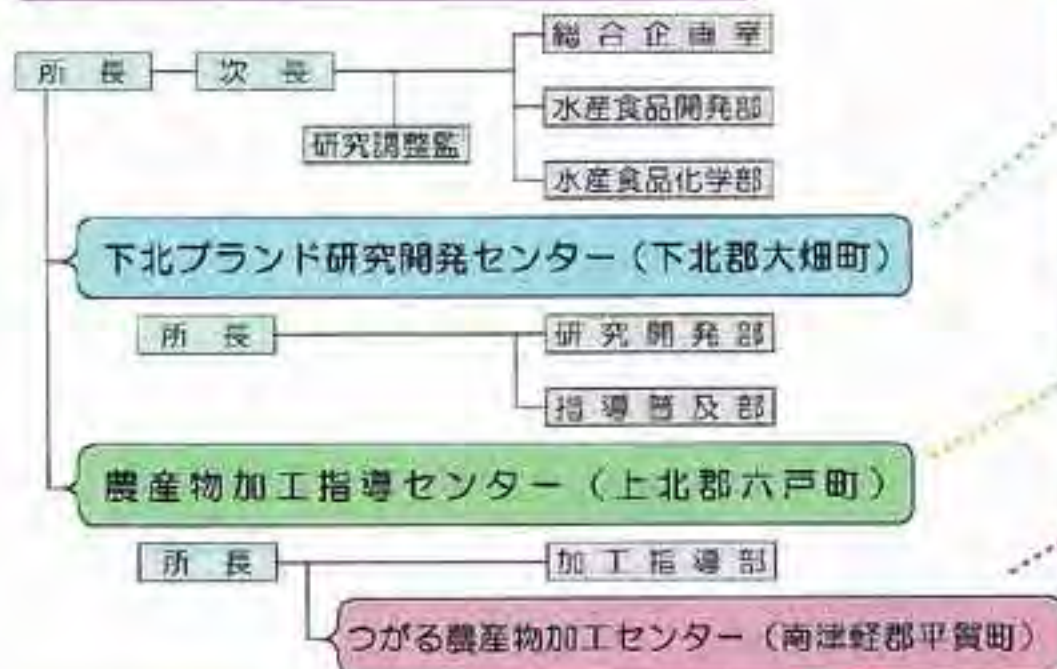 総合企画室
所長 次長
水産食品開発部
研究調整監
水産食品化学部
下北ブランド研究開発センター（下北郡大畑町）
所長 研究開発部
指導普及部
農産物加工指導センター（上北郡六戸町）
所長 加工指導部
つがる農産物加工センター（南津軽郡平賀町）